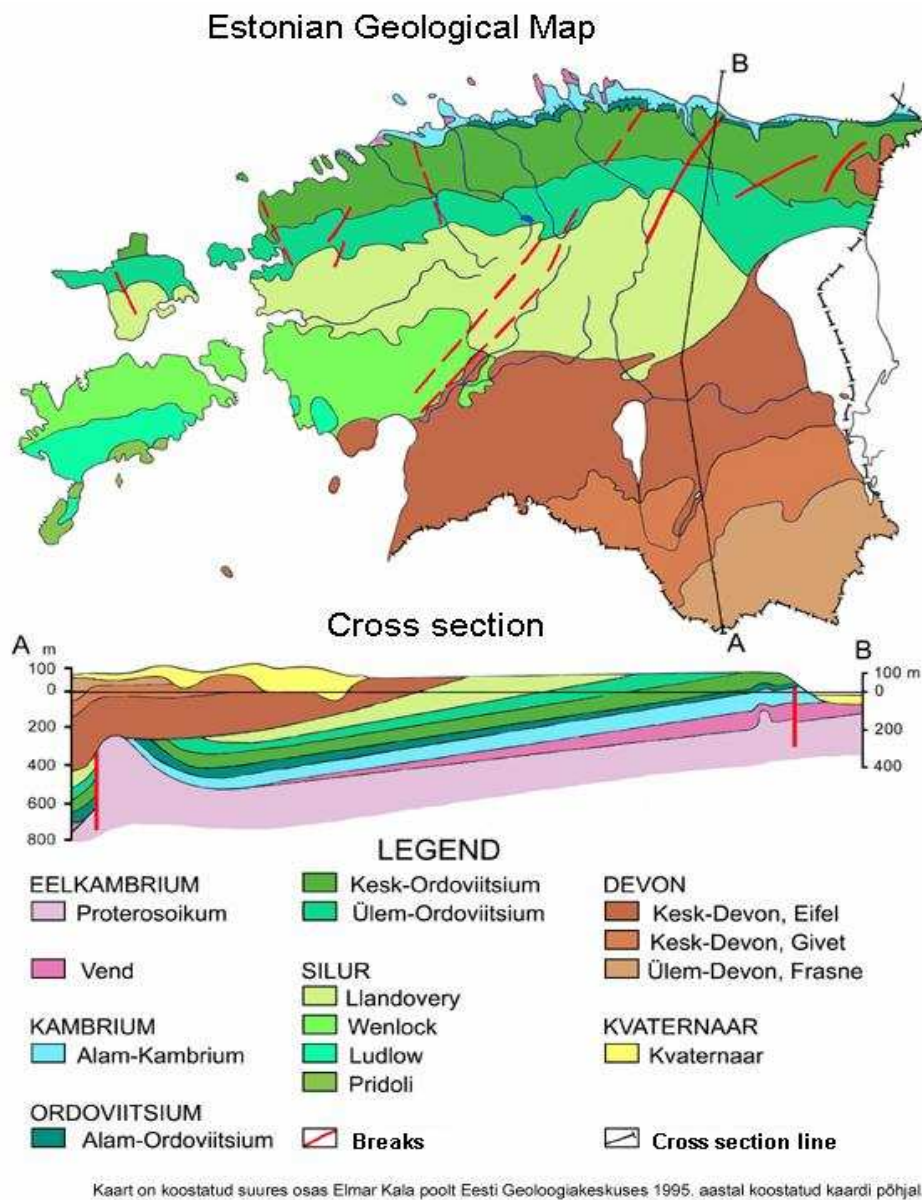 Estonian Geological Map
B
A
Cross section
A m
B
100
0
200
400
600
800
100 m
0
200
400
LEGEND
EELKAMBRIUM
Proterosoikum
Vend
KAMBRIUM
Alam-Kambrium
ORDOVIITSIUM
Alam-Ordoviitsium
Kesk-Ordoviitsium
Ülem-Ordoviitsium
SILUR
Llandovery
Wenlock
Ludlow
Pridoli
Breaks
DEVON
Kesk-Devon, Eifel
Kesk-Devon, Givet
Ülem-Devon, Frasne
KVATERNAAR
Kvaternaar
Cross section line
Kaart on koostatud suures osas Elmar Kala poolt Eesti Geoloogiakeskuses 1995. aastal koostatud kaardi põhjal